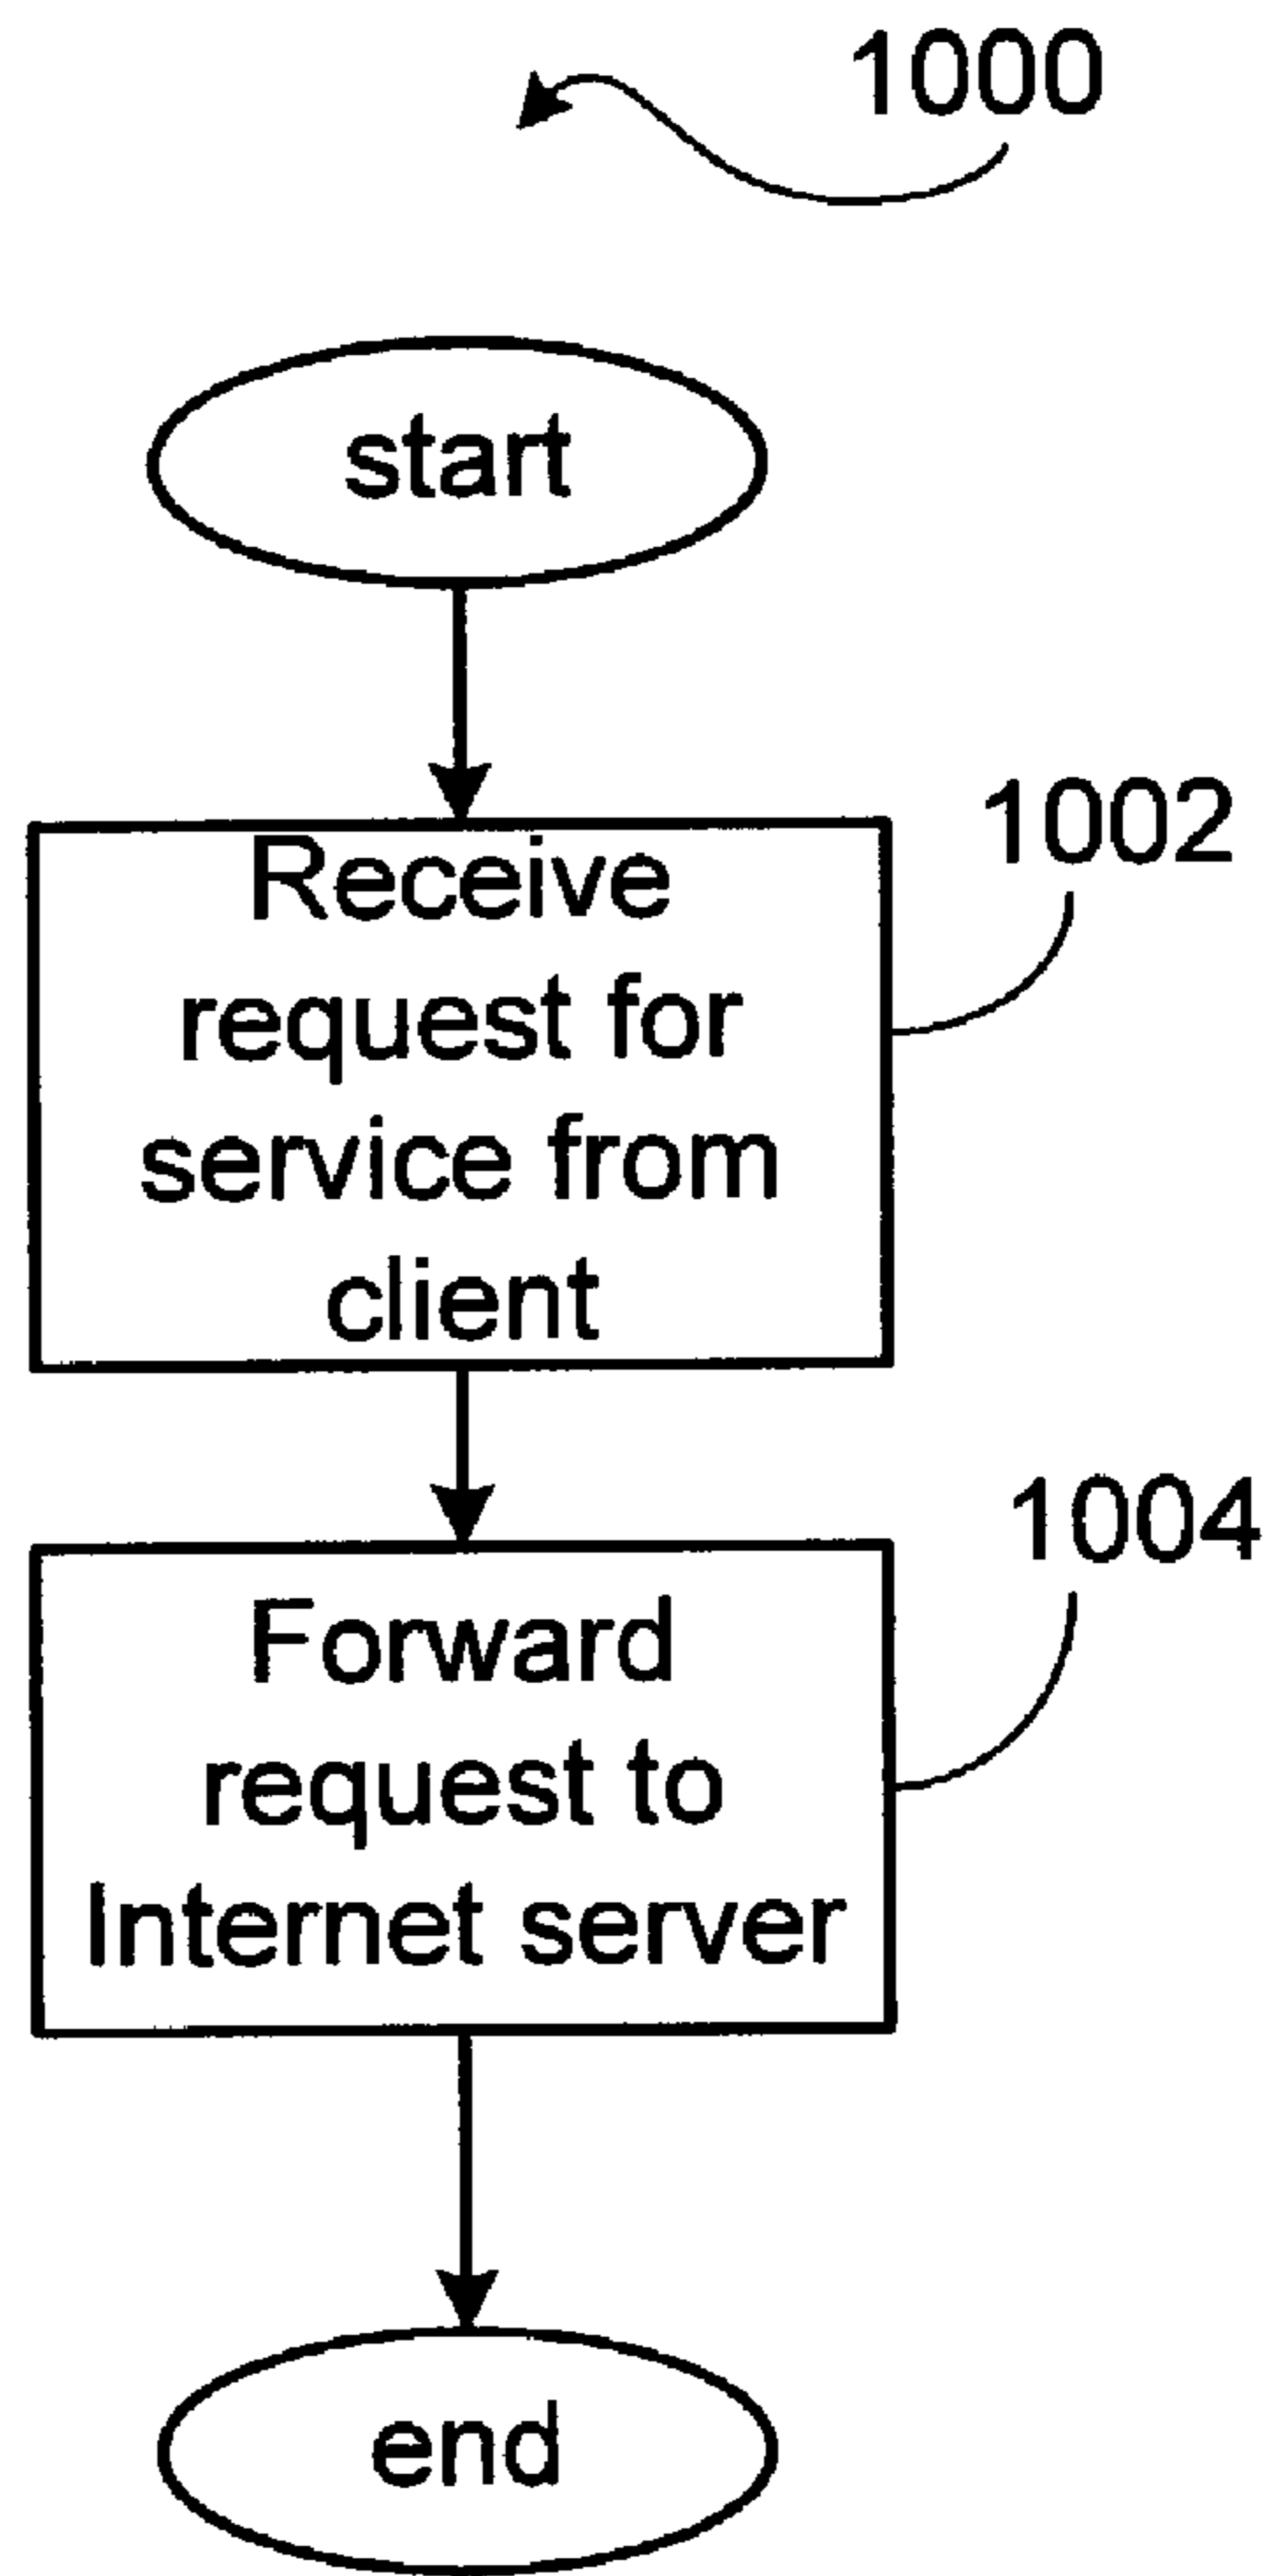 1000
start
1002
Receive
request for
service from
client
1004
Forward
request to
Internet server
end